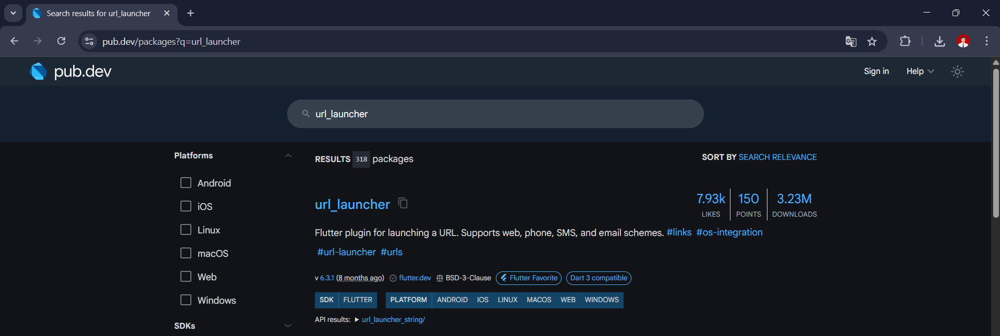 Search results for url_launcher
pub.dev/packages?q=url_launcher
pub.dev
Sign in
Help
url_launcher
Platforms
Android
iOS
Linux
macOS
Web
Windows
SDKs
RESULTS 318 packages
SORT BY SEARCH RELEVANCE
url_launcher
7.93k LIKES
150 POINTS
3.23M DOWNLOADS
Flutter plugin for launching a URL. Supports web, phone, SMS, and email schemes. #links #os-integration
#url-launcher #urls
v 6.3.1 (8 months ago) flutter.dev BSD-3-Clause Flutter Favorite Dart 3 compatible
SDK FLUTTER PLATFORM ANDROID IOS LINUX MACOS WEB WINDOWS
API results: ▶ url_launcher_string/